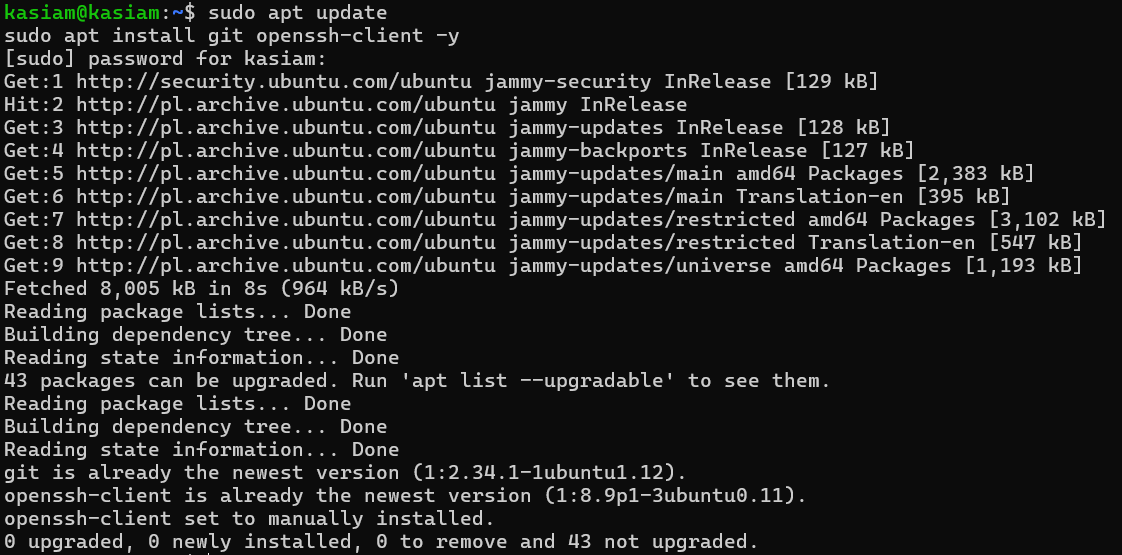 kasiam@kasiam:~$ sudo apt update
sudo apt install git openssh-client -y
[sudo] password for kasiam:
Get:1 http://security.ubuntu.com/ubuntu jammy-security InRelease [129 kB]
Hit:2 http://pl.archive.ubuntu.com/ubuntu jammy InRelease
Get:3 http://pl.archive.ubuntu.com/ubuntu jammy-updates InRelease [128 kB]
Get:4 http://pl.archive.ubuntu.com/ubuntu jammy-backports InRelease [127 kB]
Get:5 http://pl.archive.ubuntu.com/ubuntu jammy-updates/main amd64 Packages [2,383 kB]
Get:6 http://pl.archive.ubuntu.com/ubuntu jammy-updates/main Translation-en [395 kB]
Get:7 http://pl.archive.ubuntu.com/ubuntu jammy-updates/restricted amd64 Packages [3,102 kB]
Get:8 http://pl.archive.ubuntu.com/ubuntu jammy-updates/restricted Translation-en [547 kB]
Get:9 http://pl.archive.ubuntu.com/ubuntu jammy-updates/universe amd64 Packages [1,193 kB]
Fetched 8,005 kB in 8s (964 kB/s)
Reading package lists... Done
Building dependency tree... Done
Reading state information... Done
43 packages can be upgraded. Run 'apt list --upgradable' to see them.
Reading package lists... Done
Building dependency tree... Done
Reading state information... Done
git is already the newest version (1:2.34.1-1ubuntu1.12).
openssh-client is already the newest version (1:8.9p1-3ubuntu0.11).
openssh-client set to manually installed.
0 upgraded, 0 newly installed, 0 to remove and 43 not upgraded.